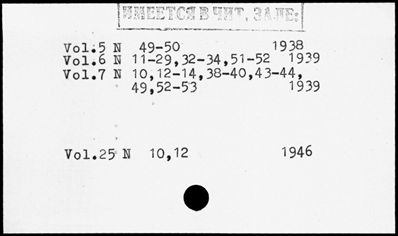 ИМЕЕТСЯ В ЧИТ. ЗАЛЕ:
Vol.5 N 49-50 1938
Vol.6 N 11-29,32-34,51-52 1939
Vol.7 N 10,12-14,38-40,43-44,
49,52-53 1939
Vol.25 N 10,12 1946